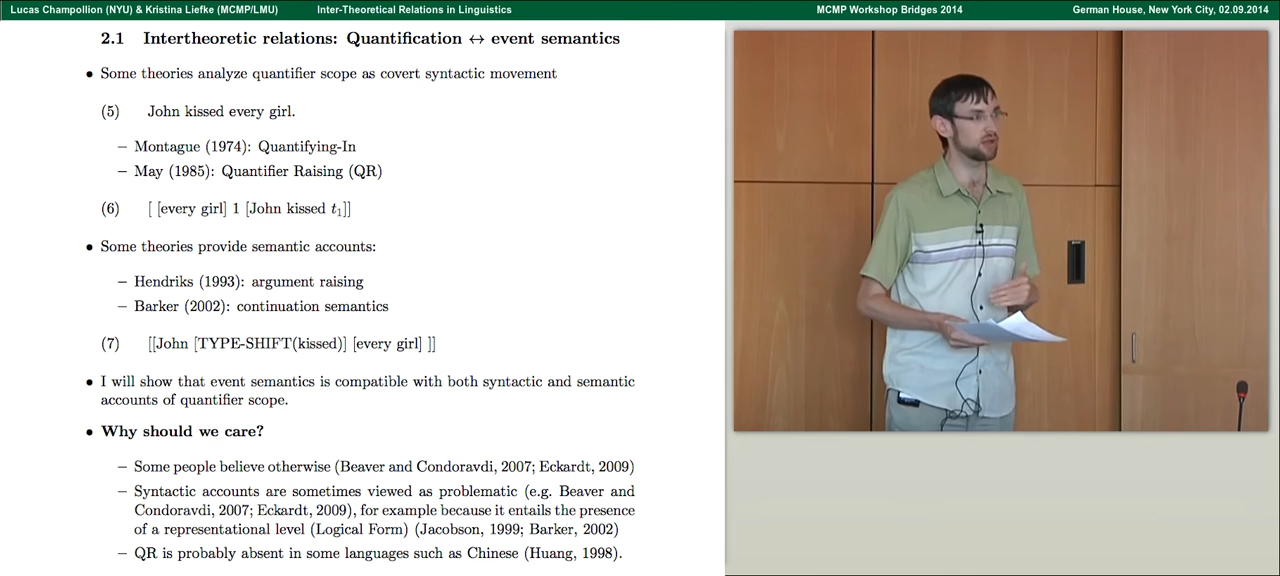 Lucas Champollion (NYU) & Kristina Liefke (MCMP/LMU) Inter-Theoretical Relations in Linguistics MCMP Workshop Bridges 2014 German House, New York City, 02.09.2014
2.1 Intertheoretic relations: Quantification ↔ event semantics
• Some theories analyze quantifier scope as covert syntactic movement
(5) John kissed every girl.
– Montague (1974): Quantifying-In
– May (1985): Quantifier Raising (QR)
(6) [ [every girl] 1 [John kissed t₁]]
• Some theories provide semantic accounts:
– Hendriks (1993): argument raising
– Barker (2002): continuation semantics
(7) [[John [TYPE-SHIFT(kissed)] [every girl] ]]
• I will show that event semantics is compatible with both syntactic and semantic
accounts of quantifier scope.
• Why should we care?
– Some people believe otherwise (Beaver and Condoravdi, 2007; Eckardt, 2009)
– Syntactic accounts are sometimes viewed as problematic (e.g. Beaver and
Condoravdi, 2007; Eckardt, 2009), for example because it entails the presence
of a representational level (Logical Form) (Jacobson, 1999; Barker, 2002)
– QR is probably absent in some languages such as Chinese (Huang, 1998).